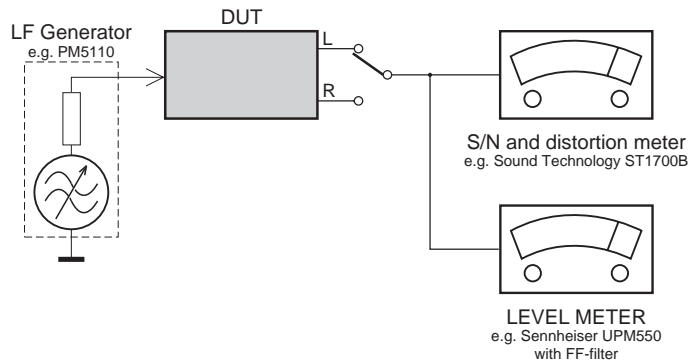 DUT
LF Generator
e.g. PM5110
L
R
S/N and distortion meter
e.g. Sound Technology ST1700B
LEVEL METER
e.g. Sennheiser UPM550
with FF-filter